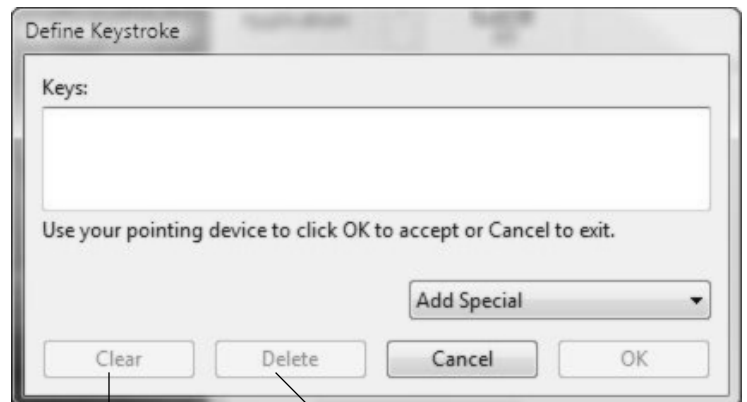 Define Keystroke
Keys:
Use your pointing device to click OK to accept or Cancel to exit.
Add Special
Clear Delete Cancel OK